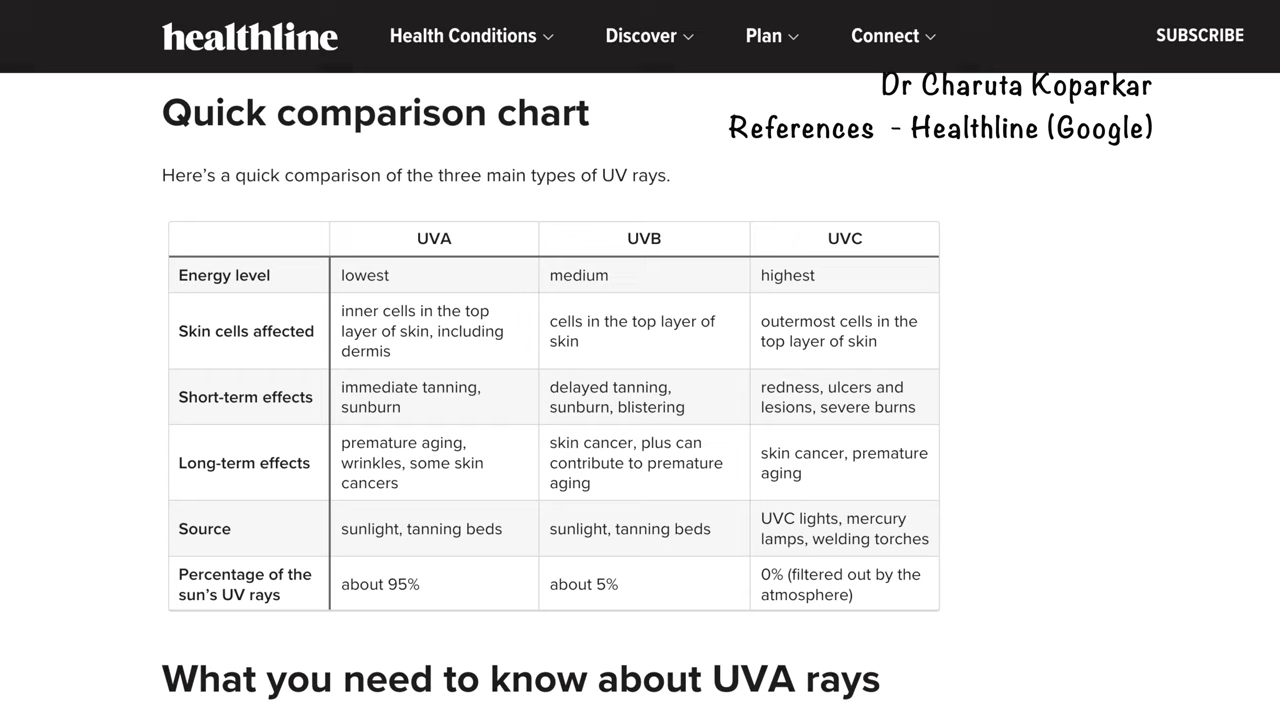 healthline Health Conditions Discover Plan Connect SUBSCRIBE
Dr Charuta Koparkar
Quick comparison chart
References - Healthline (Google)
Here’s a quick comparison of the three main types of UV rays.
UVA UVB UVC
Energy level lowest medium highest
Skin cells affected
inner cells in the top
layer of skin, including
dermis
cells in the top layer of
skin
outermost cells in the
top layer of skin
Short-term effects
immediate tanning,
sunburn
delayed tanning,
sunburn, blistering
redness, ulcers and
lesions, severe burns
Long-term effects
premature aging,
wrinkles, some skin
cancers
skin cancer, plus can
contribute to premature
aging
skin cancer, premature
aging
Source
sunlight, tanning beds
sunlight, tanning beds
UVC lights, mercury
lamps, welding torches
Percentage of the
sun’s UV rays
about 95%
about 5%
0% (filtered out by the
atmosphere)
What you need to know about UVA rays